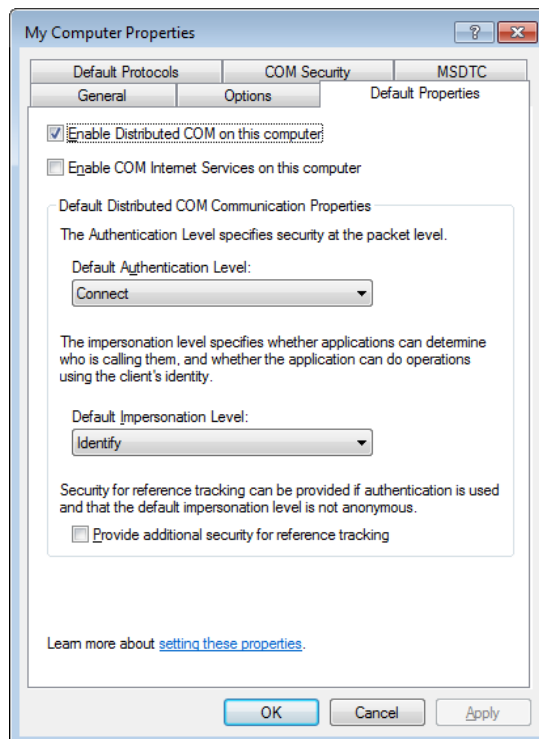 My Computer Properties
?
Default Protocols COM Security MSDTC
General Options Default Properties
Enable Distributed COM on this computer
Enable COM Internet Services on this computer
Default Distributed COM Communication Properties
The Authentication Level specifies security at the packet level.
Default Authentication Level:
Connect
The impersonation level specifies whether applications can determine
who is calling them, and whether the application can do operations
using the client's identity.
Default Impersonation Level:
Identify
Security for reference tracking can be provided if authentication is used
and that the default impersonation level is not anonymous.
Provide additional security for reference tracking
Learn more about setting these properties.
OK Cancel Apply